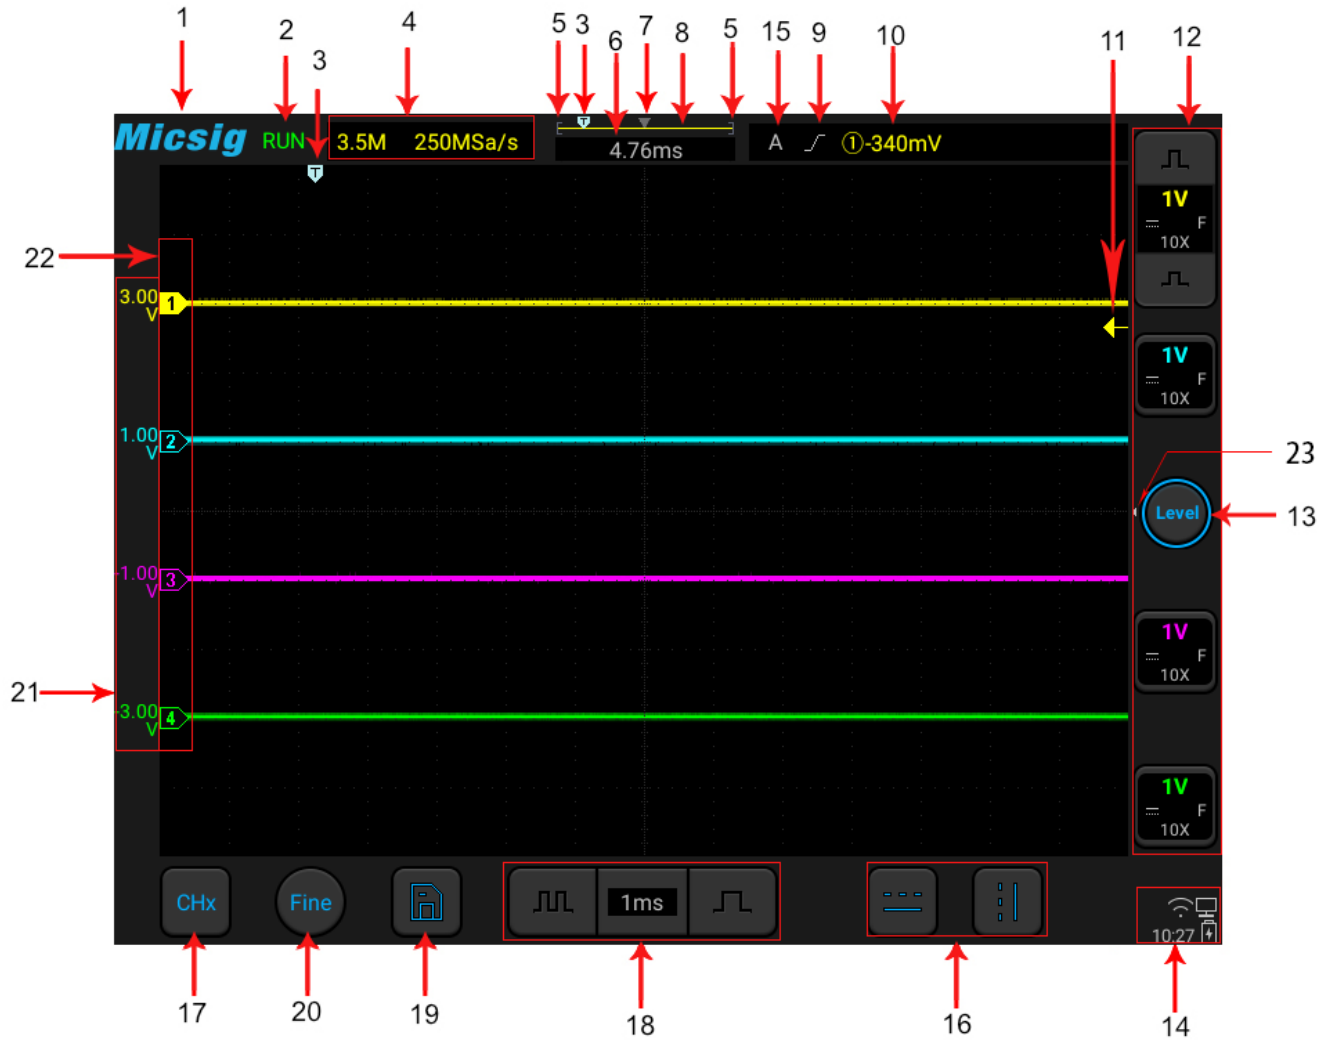 1
2
3
4
5
3
6
7
8
5
15
9
10
11
12
Micsig
RUN
T
3.5M 250MSa/s
T
4.76ms
A
①-340mV
T
1V
F
10X
22
3.00
V
1
1V
F
10X
1.00
V
2
23
Level
13
-1.00
V
3
1V
F
10X
21
-3.00
V
4
1V
F
10X
CHx
Fine
1ms
10:27
17
20
19
18
16
14